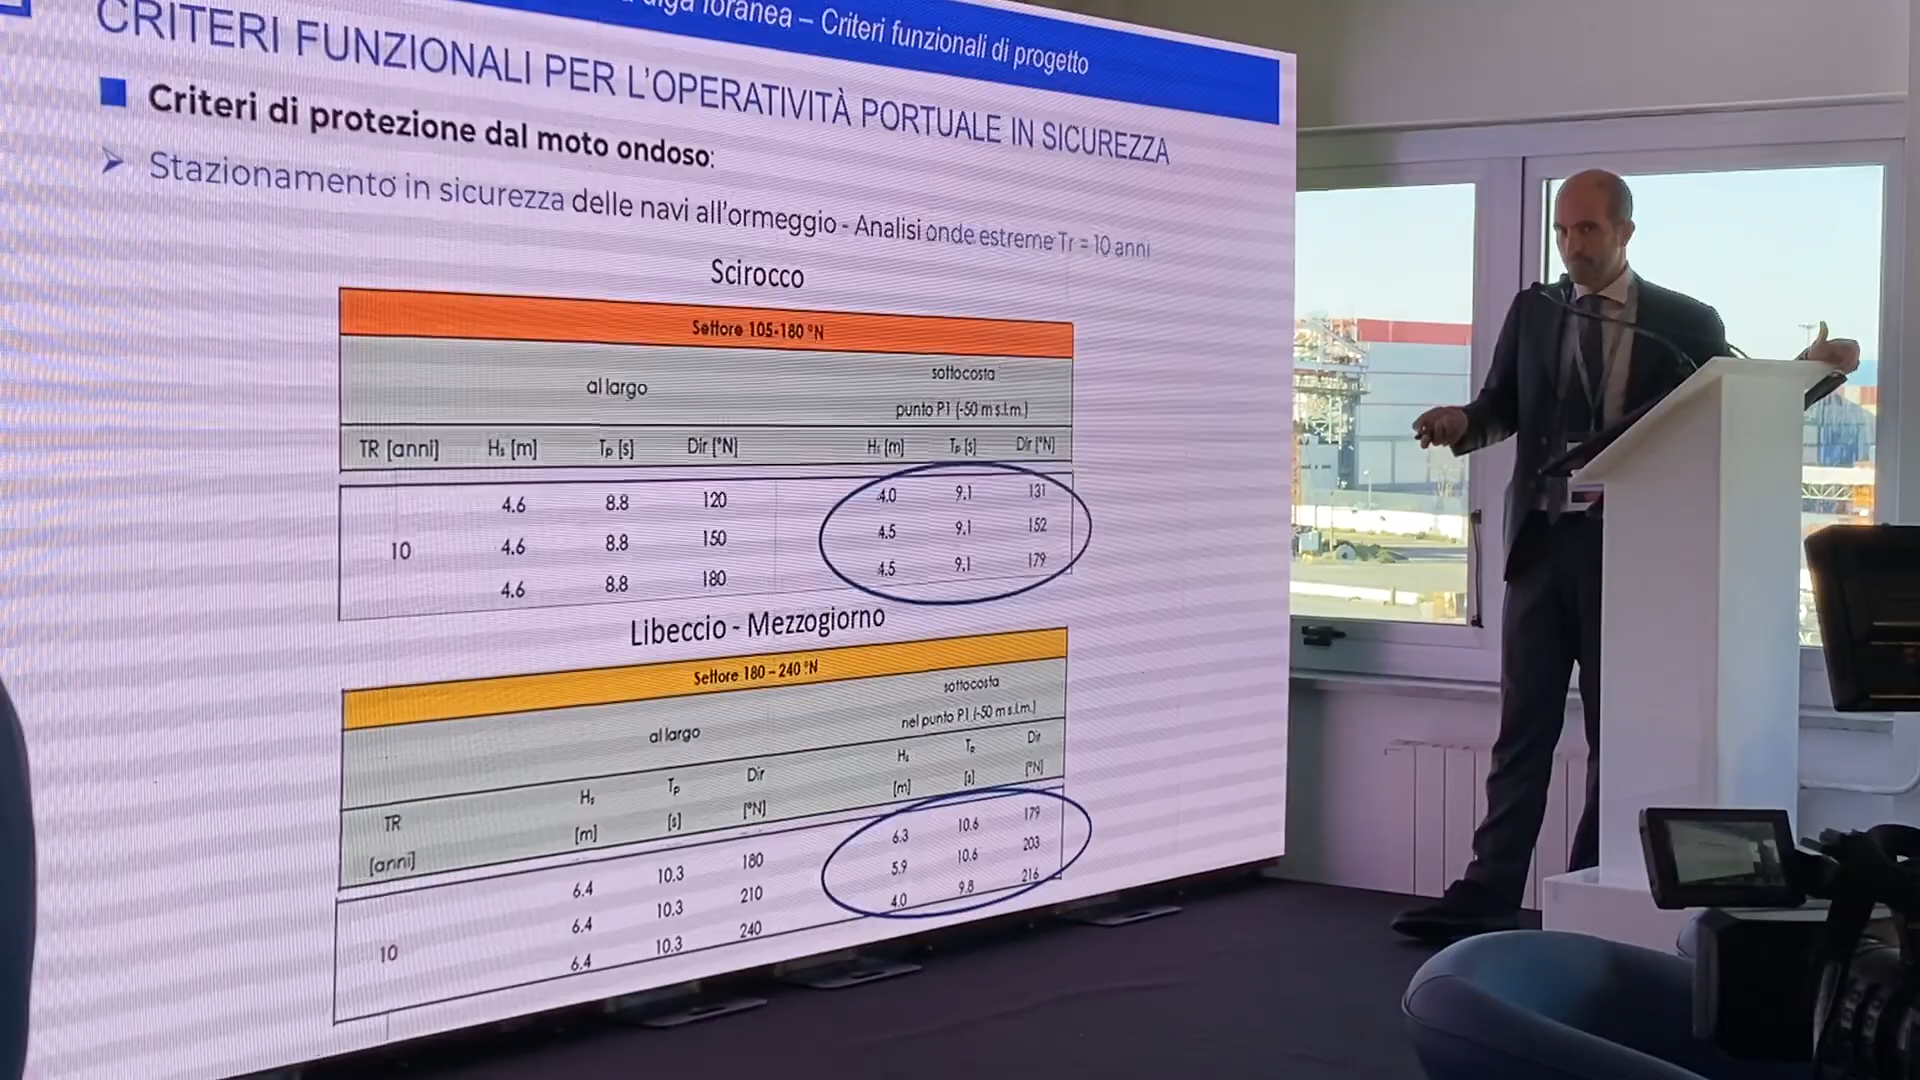 diga foranea – Criteri funzionali di progetto
CRITERI FUNZIONALI PER L'OPERATIVITÀ PORTUALE IN SICUREZZA
Criteri di protezione dal moto ondoso:
Stazionamento in sicurezza delle navi all'ormeggio - Analisi onde estreme Tr = 10 anni
Scirocco
Settore 105-180 °N
al largo
sottocosta
punto P1 (-50 m s.l.m.)
TR [anni] Hs [m] Tp [s] Dir [°N] Hs [m] Tp [s] Dir [°N]
10
4.6 8.8 120 4.0 9.1 131
4.6 8.8 150 4.5 9.1 152
4.6 8.8 180 4.5 9.1 179
Libeccio - Mezzogiorno
Settore 180 – 240 °N
al largo
sottocosta
nel punto P1 (-50 m s.l.m.)
TR Hs Tp Dir Hs Tp Dir
[anni] [m] [s] [°N] [m] [s] [°N]
10
6.4 10.3 180 6.3 10.6 179
6.4 10.3 210 5.9 10.6 203
6.4 10.3 240 4.0 9.8 216